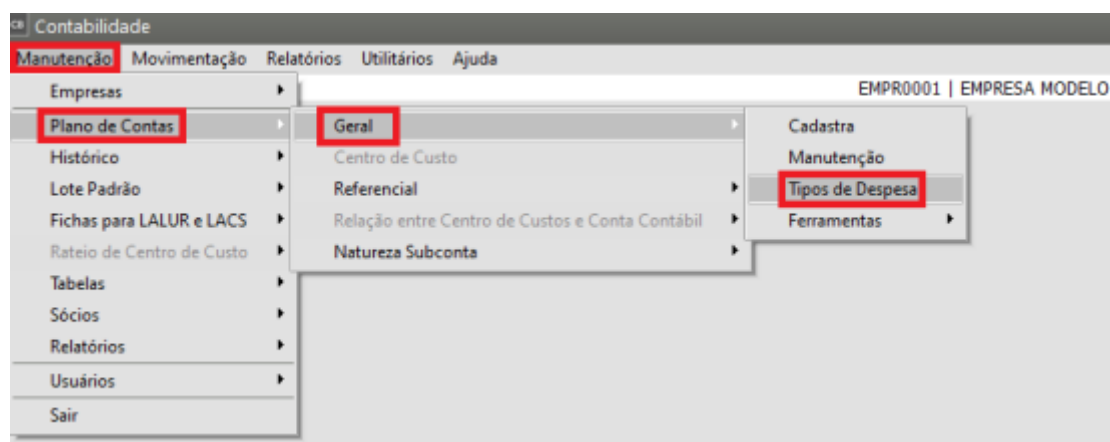 CB Contabilidade
Manutenção Movimentação Relatórios Utilitários Ajuda
EMPR0001 | EMPRESA MODELO
Empresas
Plano de Contas
Histórico
Lote Padrão
Fichas para LALUR e LACS
Rateio de Centro de Custo
Tabelas
Sócios
Relatórios
Usuários
Sair
Geral
Centro de Custo
Referencial
Relação entre Centro de Custos e Conta Contábil
Natureza Subconta
Cadastra
Manutenção
Tipos de Despesa
Ferramentas